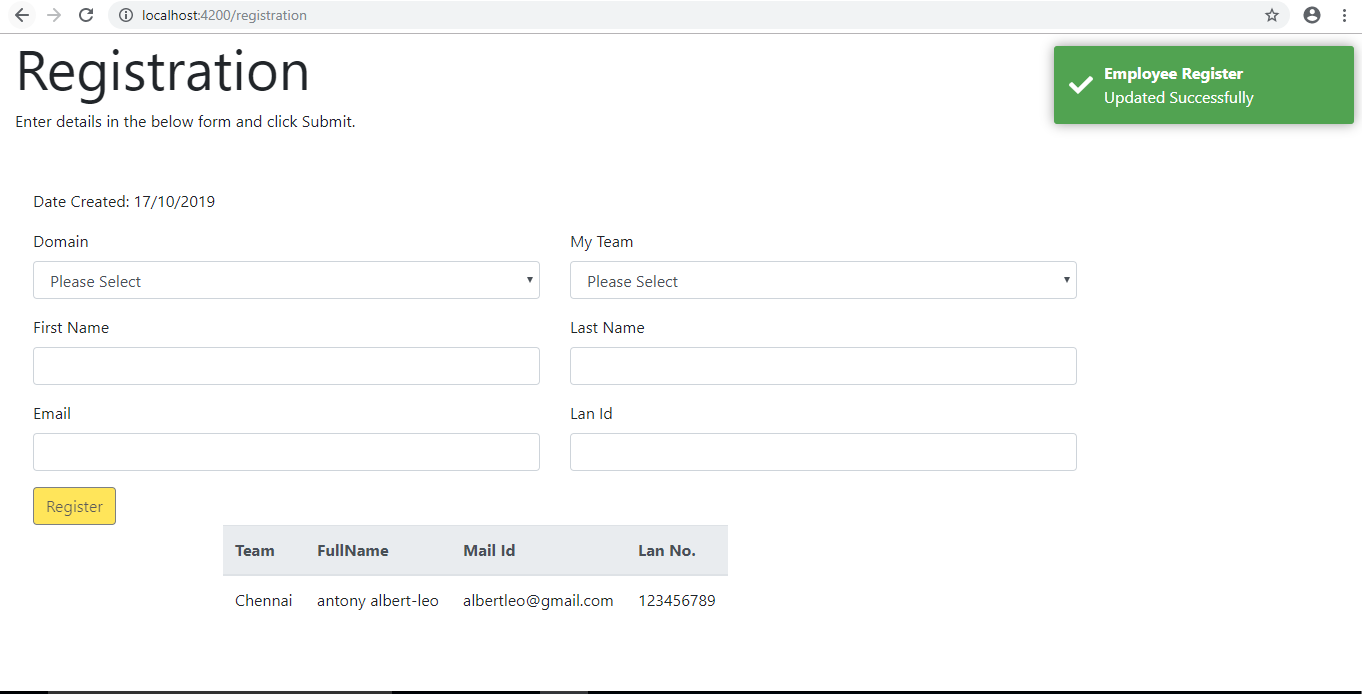 localhost:4200/registration
Registration
Employee Register
Updated Successfully
Enter details in the below form and click Submit.
Date Created: 17/10/2019
Domain My Team
Please Select Please Select
First Name Last Name
Email Lan Id
Register
Team FullName Mail Id Lan No.
Chennai antony albert-leo albertleo@gmail.com 123456789